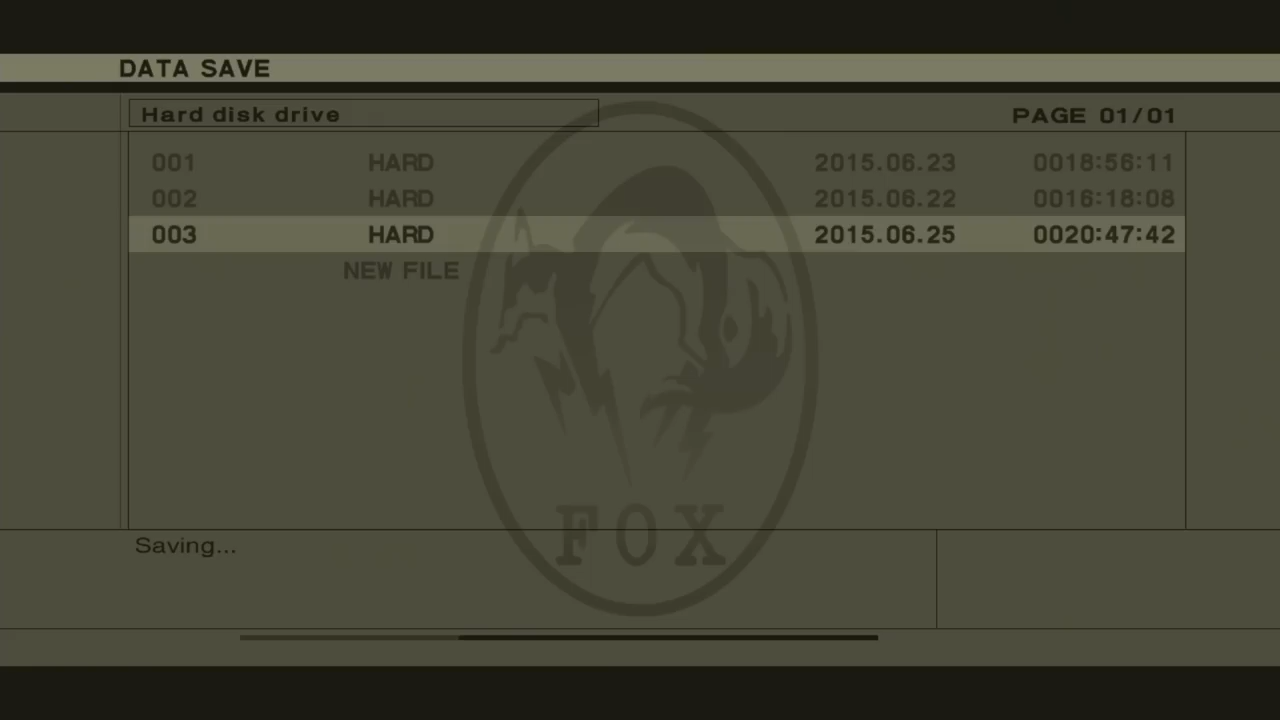 DATA SAVE
Hard disk drive PAGE 01/01
001 HARD 2015.06.23 0018:56:11
002 HARD 2015.06.22 0016:18:08
003 HARD 2015.06.25 0020:47:42
NEW FILE
FOX
Saving...